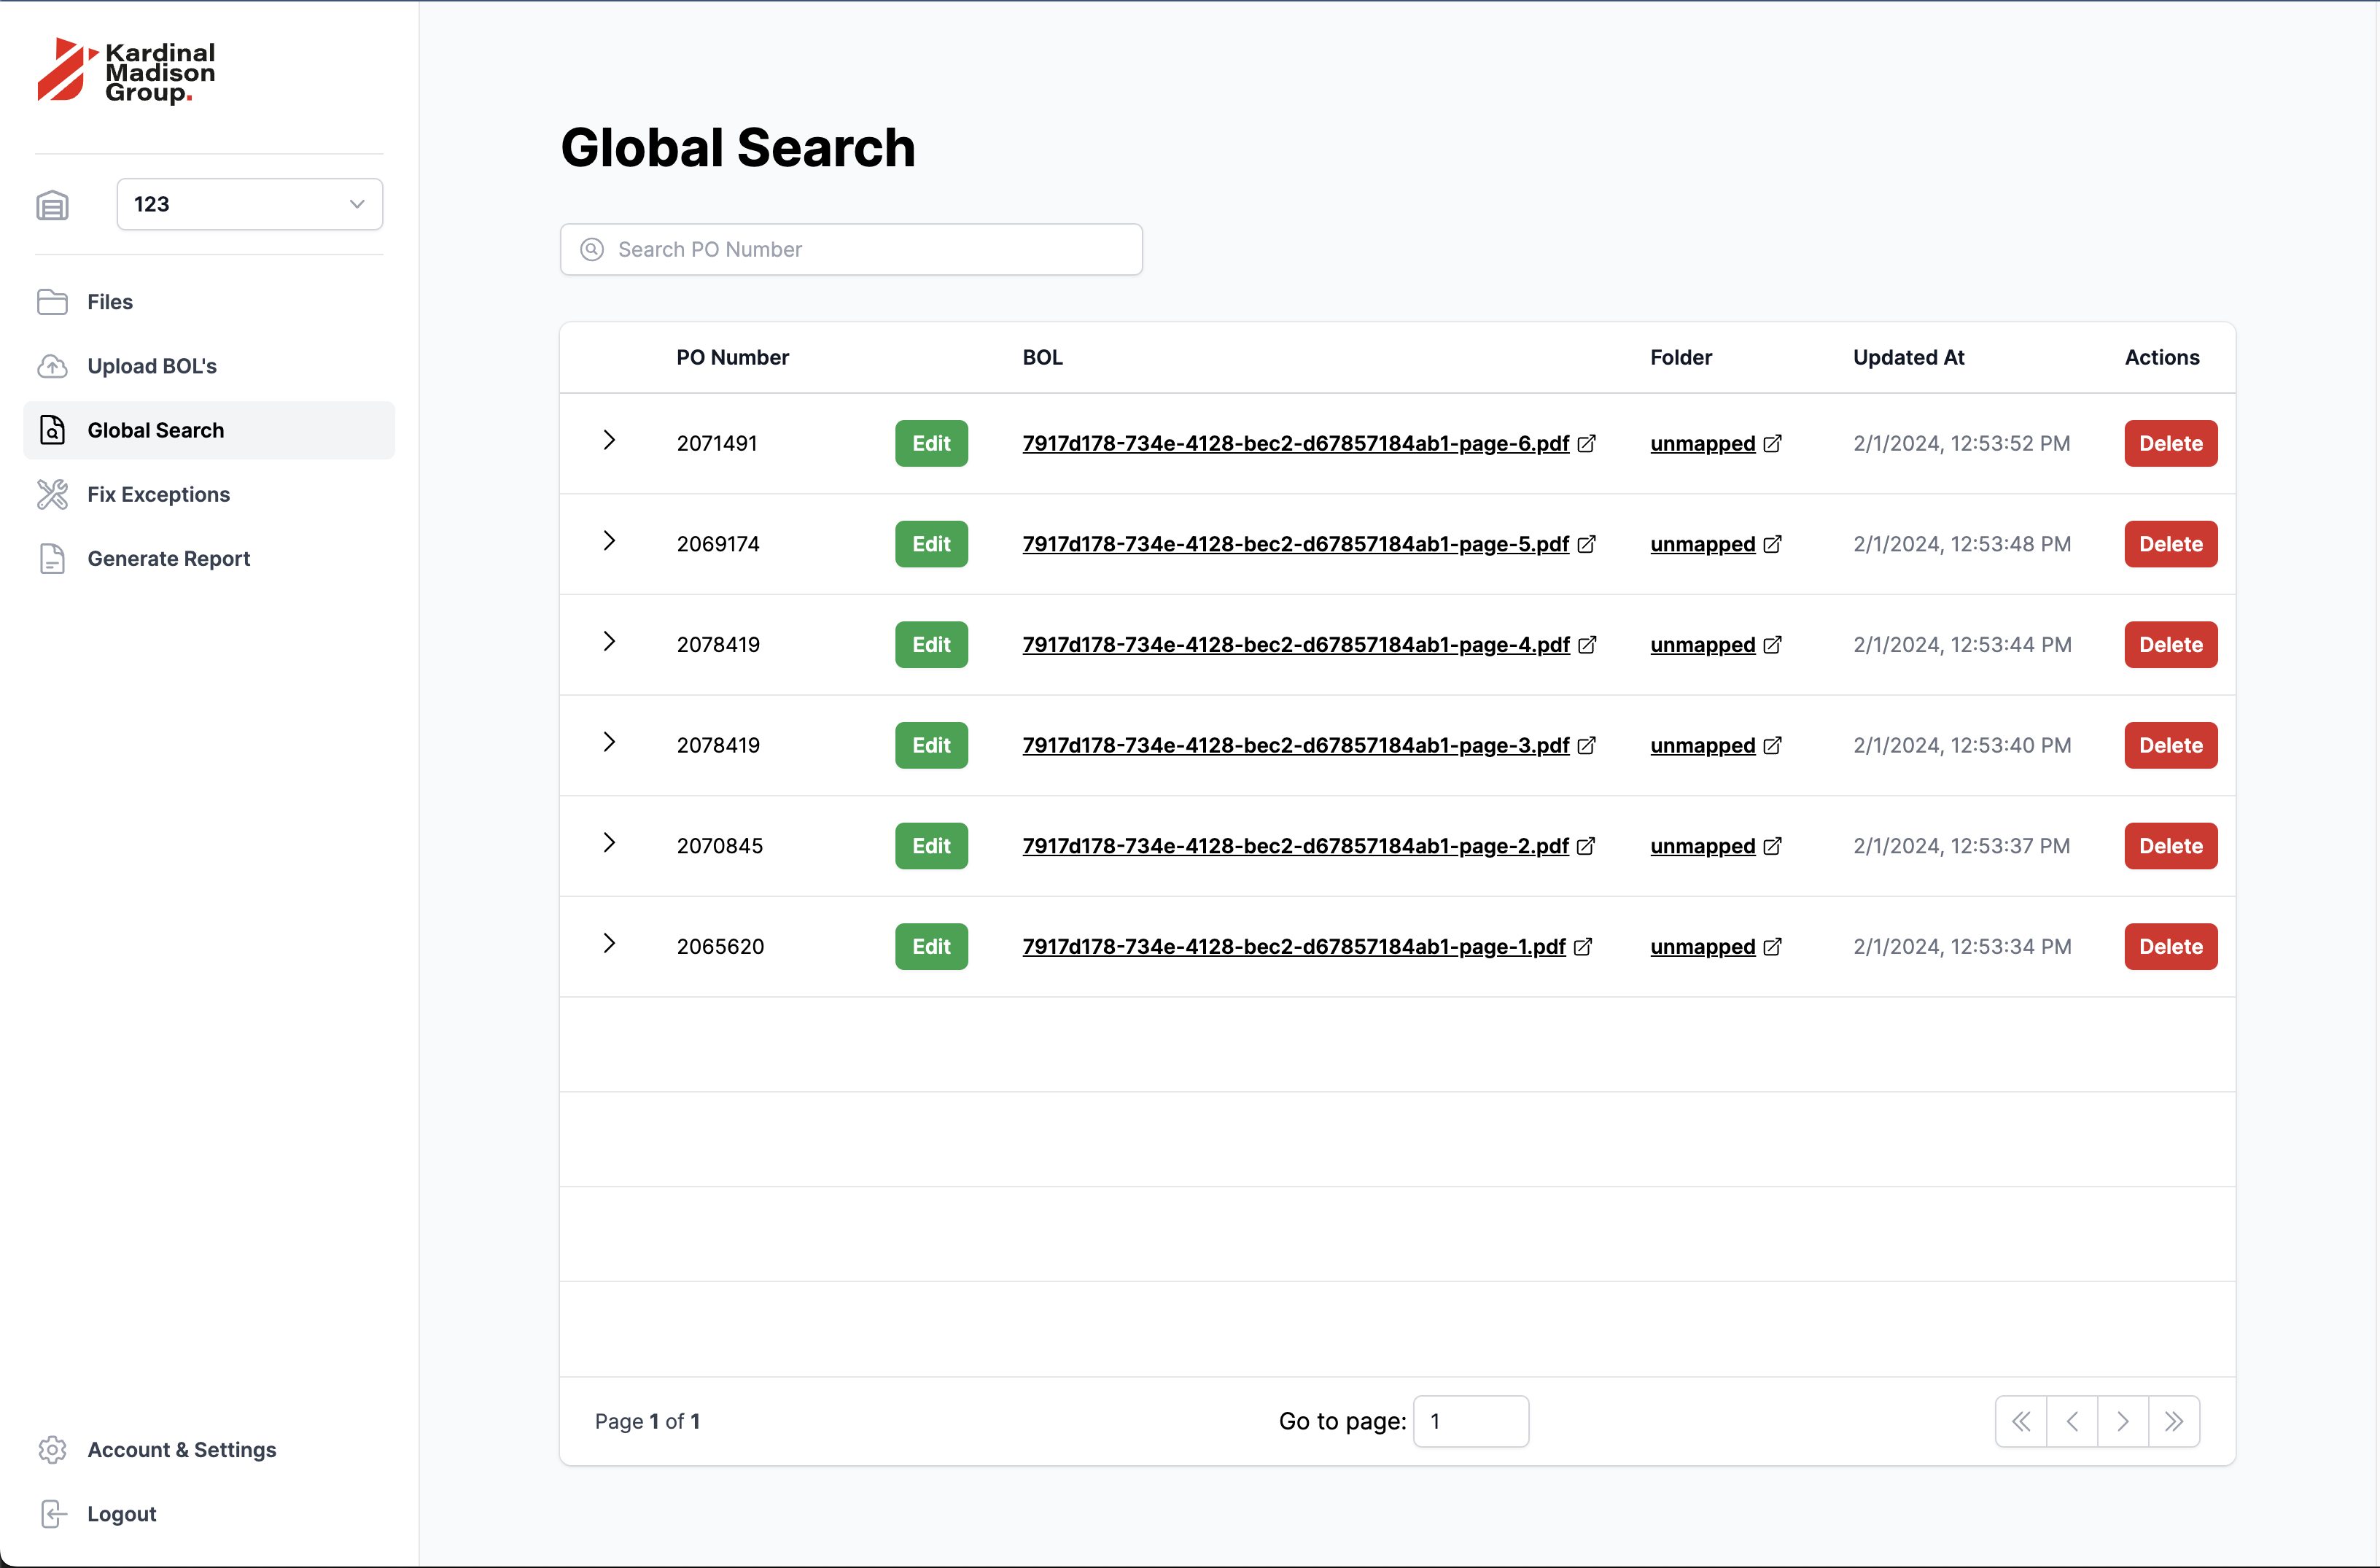 Kardinal
Madison
Group.
123
Files
Upload BOL's
Global Search
Fix Exceptions
Generate Report
Account & Settings
Logout
Global Search
Search PO Number
PO Number BOL Folder Updated At Actions
2071491 Edit 7917d178-734e-4128-bec2-d67857184ab1-page-6.pdf unmapped 2/1/2024, 12:53:52 PM Delete
2069174 Edit 7917d178-734e-4128-bec2-d67857184ab1-page-5.pdf unmapped 2/1/2024, 12:53:48 PM Delete
2078419 Edit 7917d178-734e-4128-bec2-d67857184ab1-page-4.pdf unmapped 2/1/2024, 12:53:44 PM Delete
2078419 Edit 7917d178-734e-4128-bec2-d67857184ab1-page-3.pdf unmapped 2/1/2024, 12:53:40 PM Delete
2070845 Edit 7917d178-734e-4128-bec2-d67857184ab1-page-2.pdf unmapped 2/1/2024, 12:53:37 PM Delete
2065620 Edit 7917d178-734e-4128-bec2-d67857184ab1-page-1.pdf unmapped 2/1/2024, 12:53:34 PM Delete
Page 1 of 1 Go to page: 1